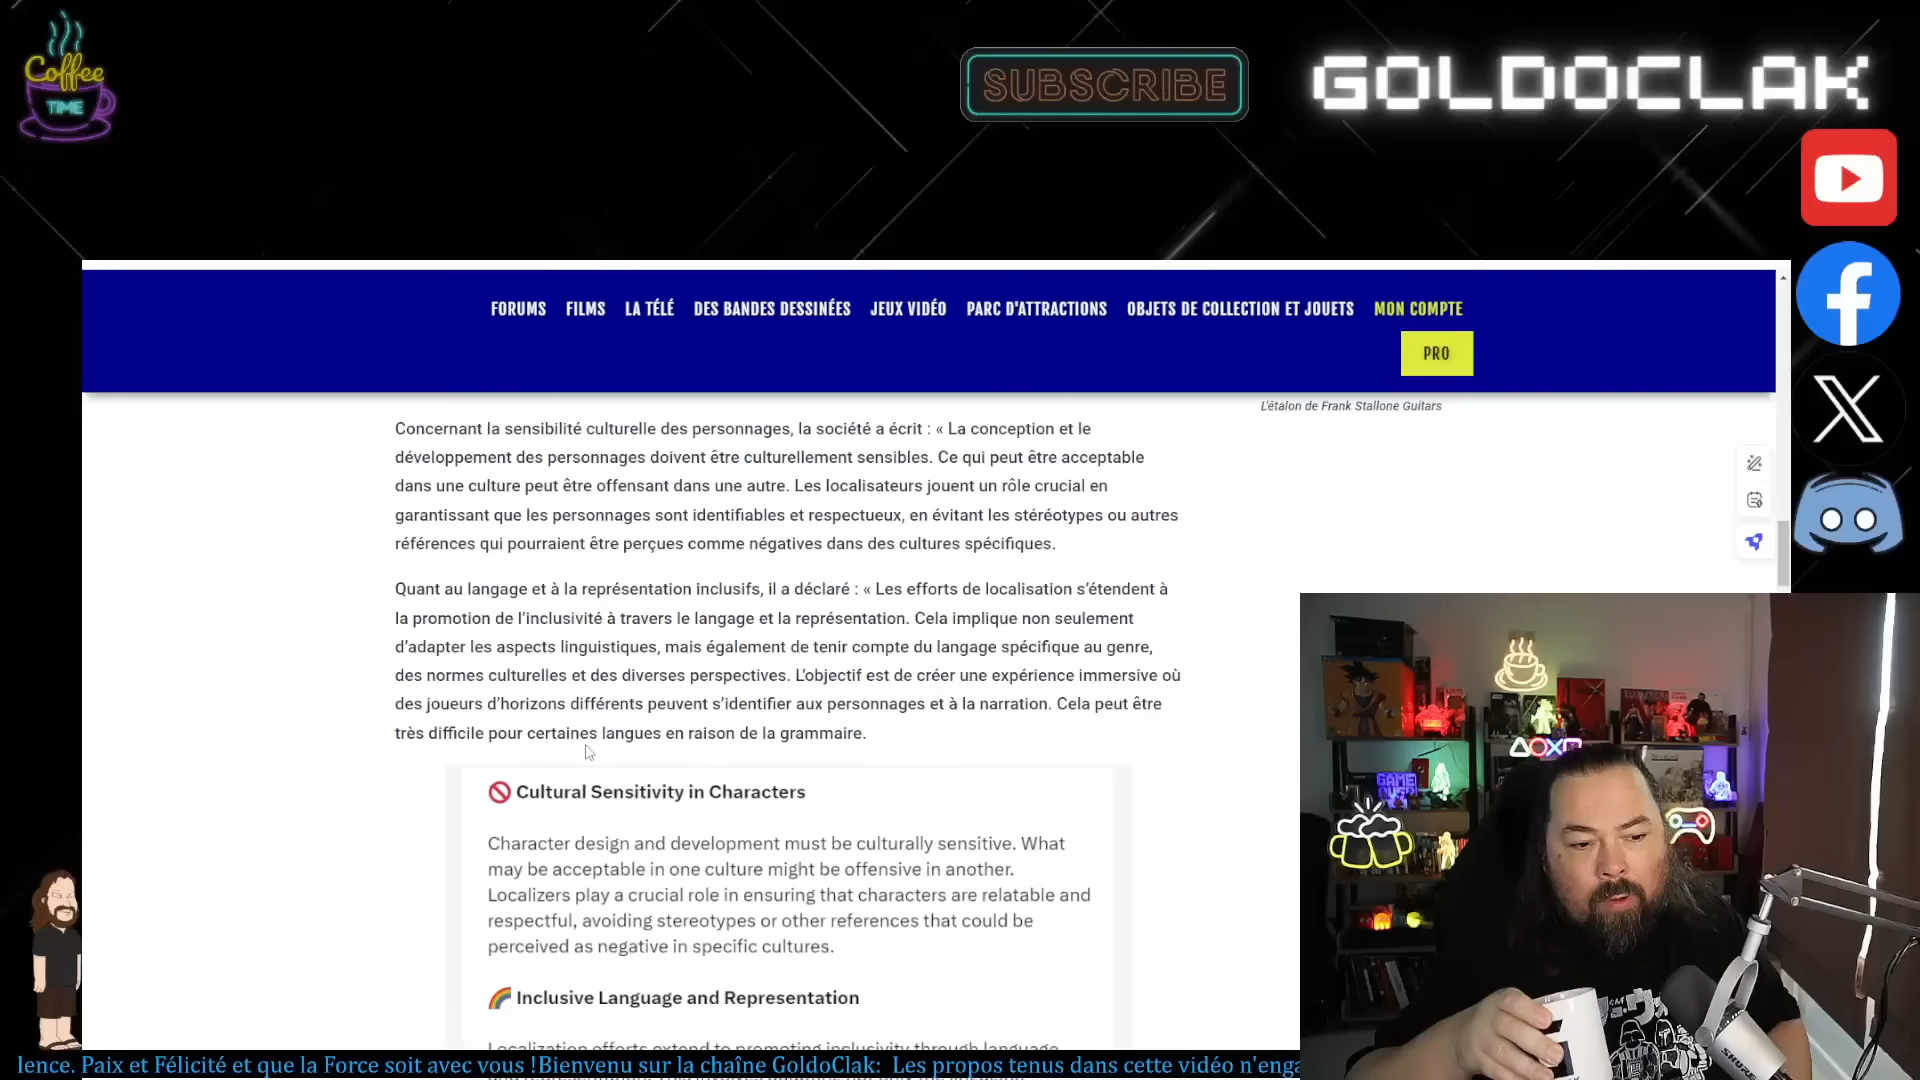 Coffee
TIME
SUBSCRIBE
GOLDOCLAK
FORUMS FILMS LA TÉLÉ DES BANDES DESSINÉES JEUX VIDÉO PARC D'ATTRACTIONS OBJETS DE COLLECTION ET JOUETS MON COMPTE
PRO
L'étalon de Frank Stallone Guitars
Concernant la sensibilité culturelle des personnages, la société a écrit : « La conception et le
développement des personnages doivent être culturellement sensibles. Ce qui peut être acceptable
dans une culture peut être offensant dans une autre. Les localisateurs jouent un rôle crucial en
garantissant que les personnages sont identifiables et respectueux, en évitant les stéréotypes ou autres
références qui pourraient être perçues comme négatives dans des cultures spécifiques.
Quant au langage et à la représentation inclusifs, il a déclaré : « Les efforts de localisation s’étendent à
la promotion de l’inclusivité à travers le langage et la représentation. Cela implique non seulement
d’adapter les aspects linguistiques, mais également de tenir compte du langage spécifique au genre,
des normes culturelles et des diverses perspectives. L’objectif est de créer une expérience immersive où
des joueurs d’horizons différents peuvent s’identifier aux personnages et à la narration. Cela peut être
très difficile pour certaines langues en raison de la grammaire.
Cultural Sensitivity in Characters
Character design and development must be culturally sensitive. What
may be acceptable in one culture might be offensive in another.
Localizers play a crucial role in ensuring that characters are relatable and
respectful, avoiding stereotypes or other references that could be
perceived as negative in specific cultures.
Inclusive Language and Representation
Localization efforts extend to promoting inclusivity through language
GAME
SHURE
lence. Paix et Félicité et que la Force soit avec vous !Bienvenu sur la chaîne GoldoClak: Les propos tenus dans cette vidéo n'enga